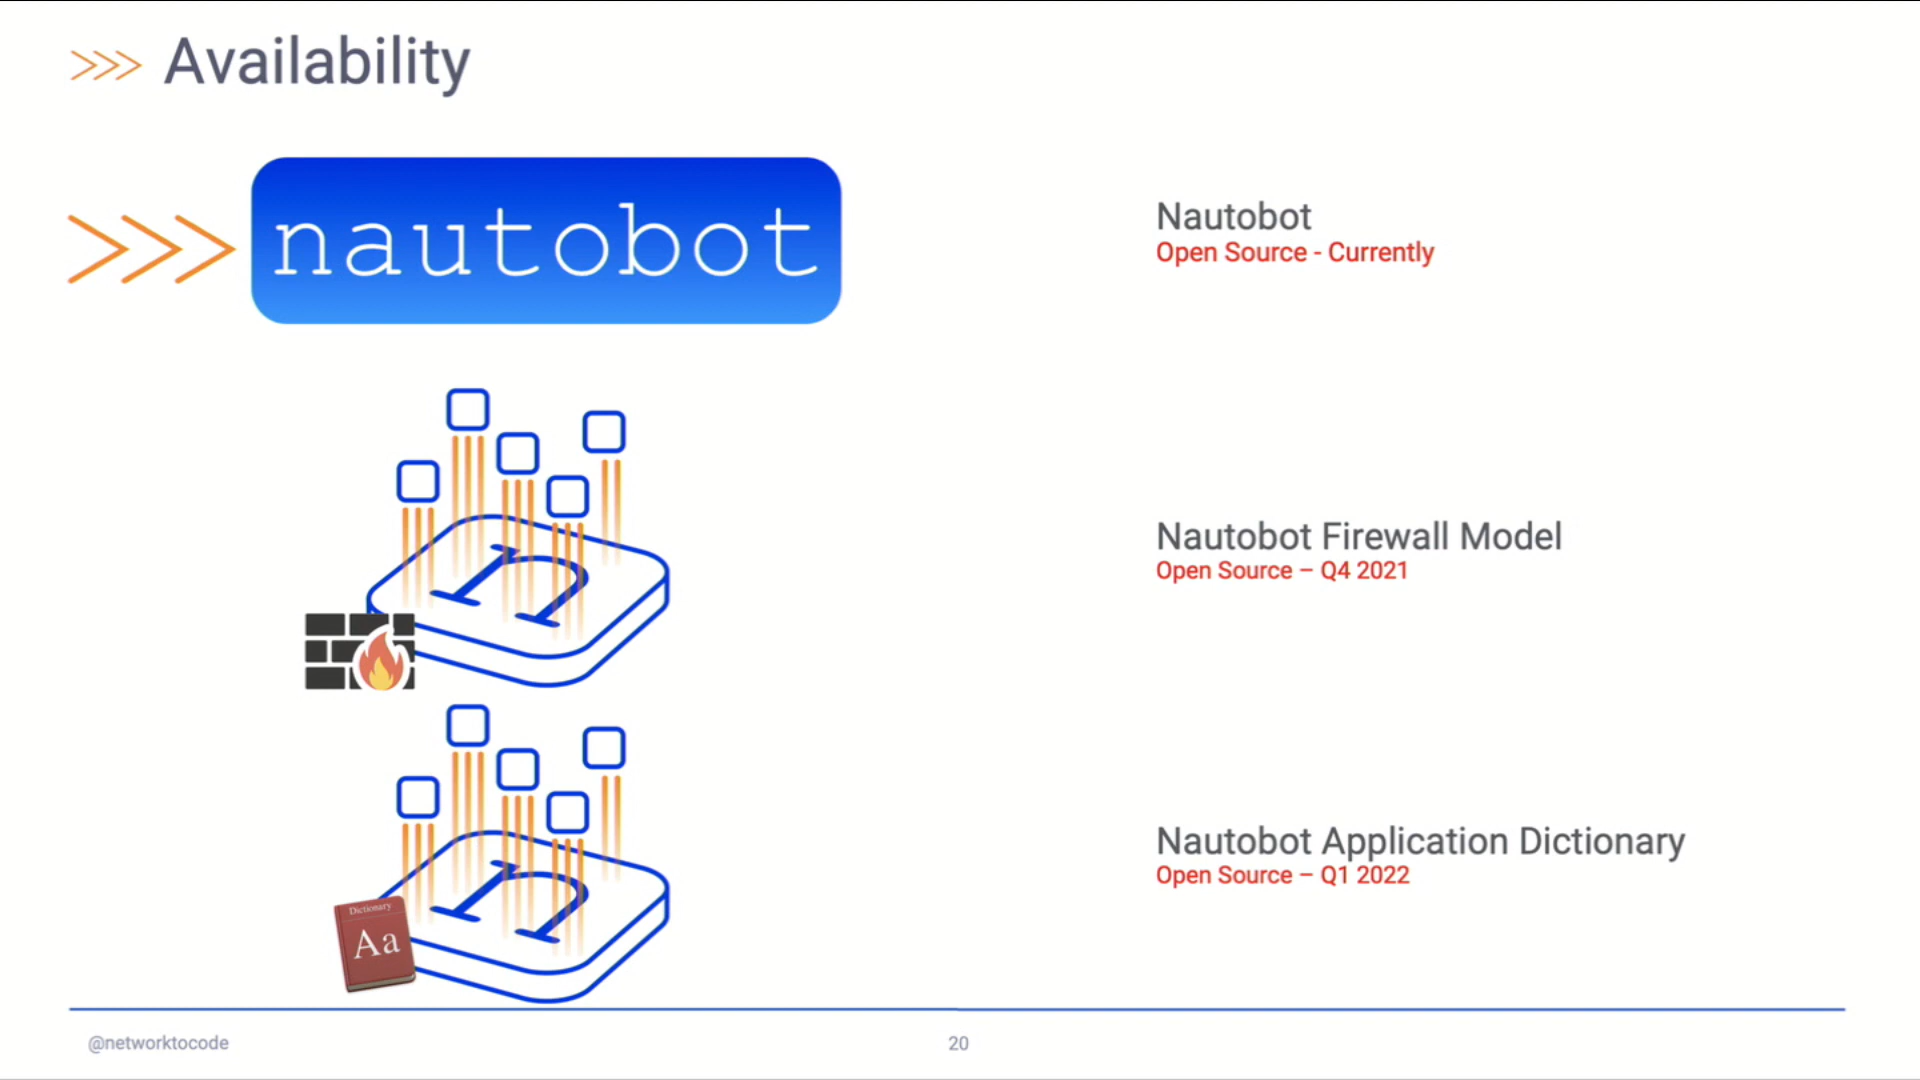 Availability
nautobot
Nautobot
Open Source - Currently
Nautobot Firewall Model
Open Source – Q4 2021
n
Nautobot Application Dictionary
Open Source – Q1 2022
n
Dictionary
Aa
@networktocode
20